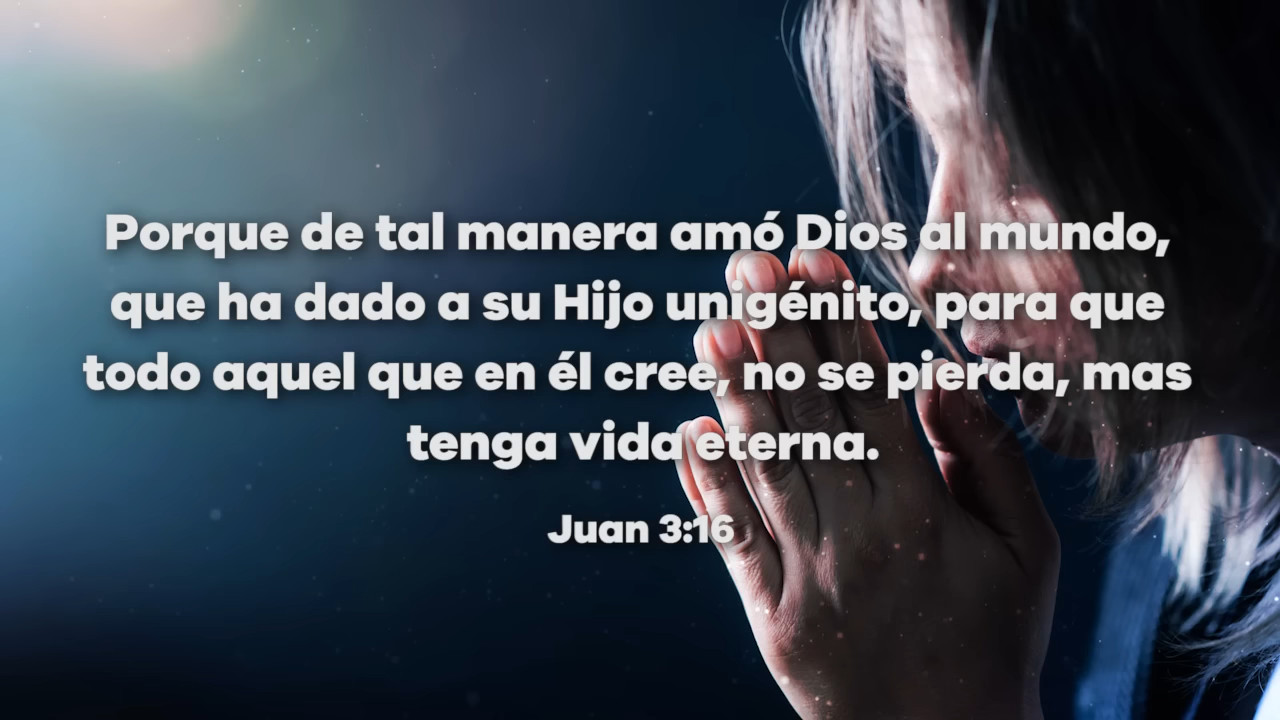 Porque de tal manera amó Dios al mundo,
que ha dado a su Hijo unigénito, para que
todo aquel que en él cree, no se pierda, mas
tenga vida eterna.
Juan 3:16